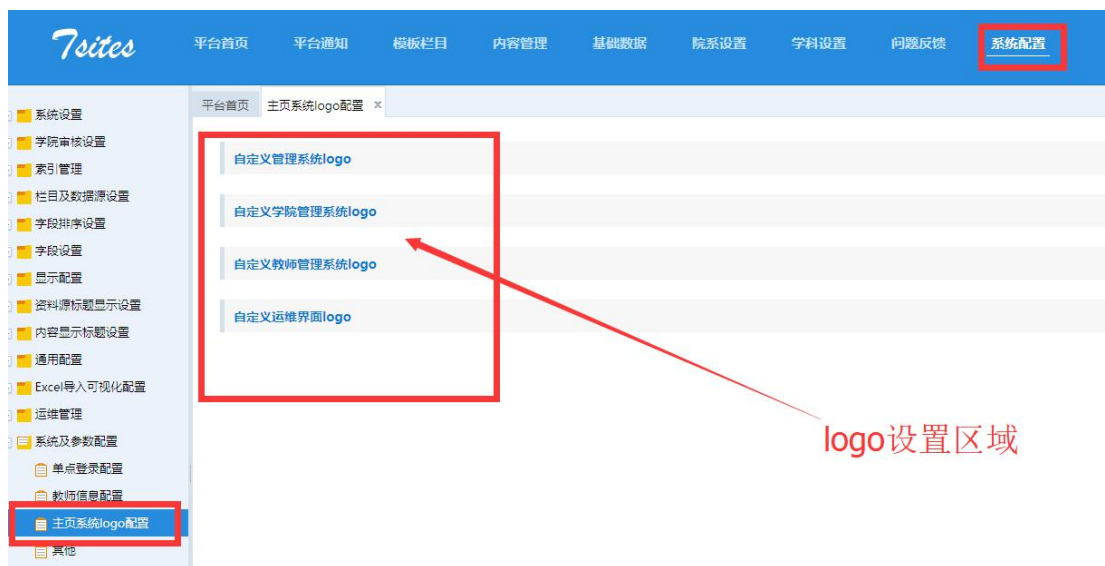 Tsites
平台首页 平台通知 模板栏目 内容管理 基础数据 院系设置 学科设置 问题反馈 系统配置
平台首页 主页系统logo配置 ×
系统设置
学院审核设置
索引管理
栏目及数据源设置
字段排序设置
字段设置
显示配置
资料源标题显示设置
内容显示标题设置
通用配置
Excel导入可视化配置
运维管理
系统及参数配置
单点登录配置
教师信息配置
主页系统logo配置
其他
自定义管理系统logo
自定义学院管理系统logo
自定义教师管理系统logo
自定义运维界面logo
logo设置区域